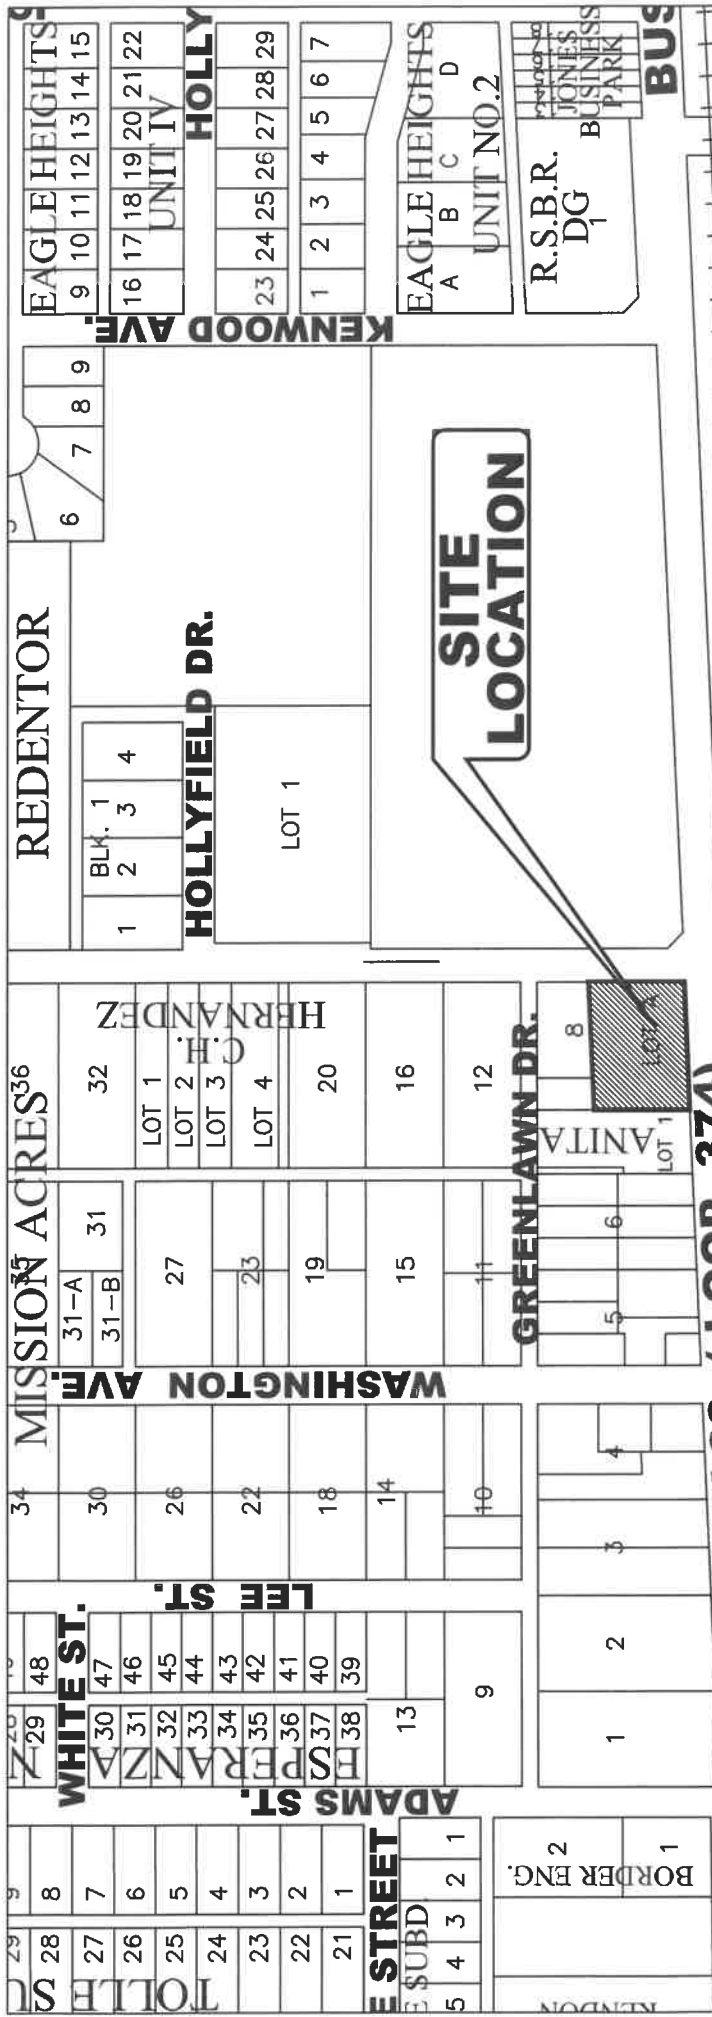 EAGLE HEIGHTS
9 10 11 12 13 14 15
16 17 18 19 20 21 22
UNIT IV
HOLLY
23 24 25 26 27 28 29
1 2 3 4 5 6 7
EAGLE HEIGHTS
A B C D
UNIT NO.2
R.S.B.R.
DG
1
JONES
BUSINESS
PARK
BUS
KENWOOD AVE.
6 7 8 9
REDENTOR
BLK. 1
1 2 3 4
HOLLYFIELD DR.
LOT 1
SITE
LOCATION
MISSION ACRES
36
32
C.H.
HERNANDEZ
LOT 1
LOT 2
LOT 3
LOT 4
20
16
12
GREENLAWN DR.
8
LOT A
ANITA
LOT 1
35
31
31-A
31-B
27
23
19
15
11
6
5
WASHINGTON AVE.
34
30
26
22
18
14
10
4
3
LEE ST.
48
47
46
45
44
43
42
41
40
39
WHITE ST.
29
30
31
32
33
34
35
36
37
38
ESPERANZA
13
9
2
1
ADAMS ST.
9
8
7
6
5
4
3
2
1
29
28
27
26
25
24
23
22
21
TOLLE SU
E STREET
E SUBD
5 4 3 2 1
BORDER ENG.
2
1
RENDON
(LOOP 374)